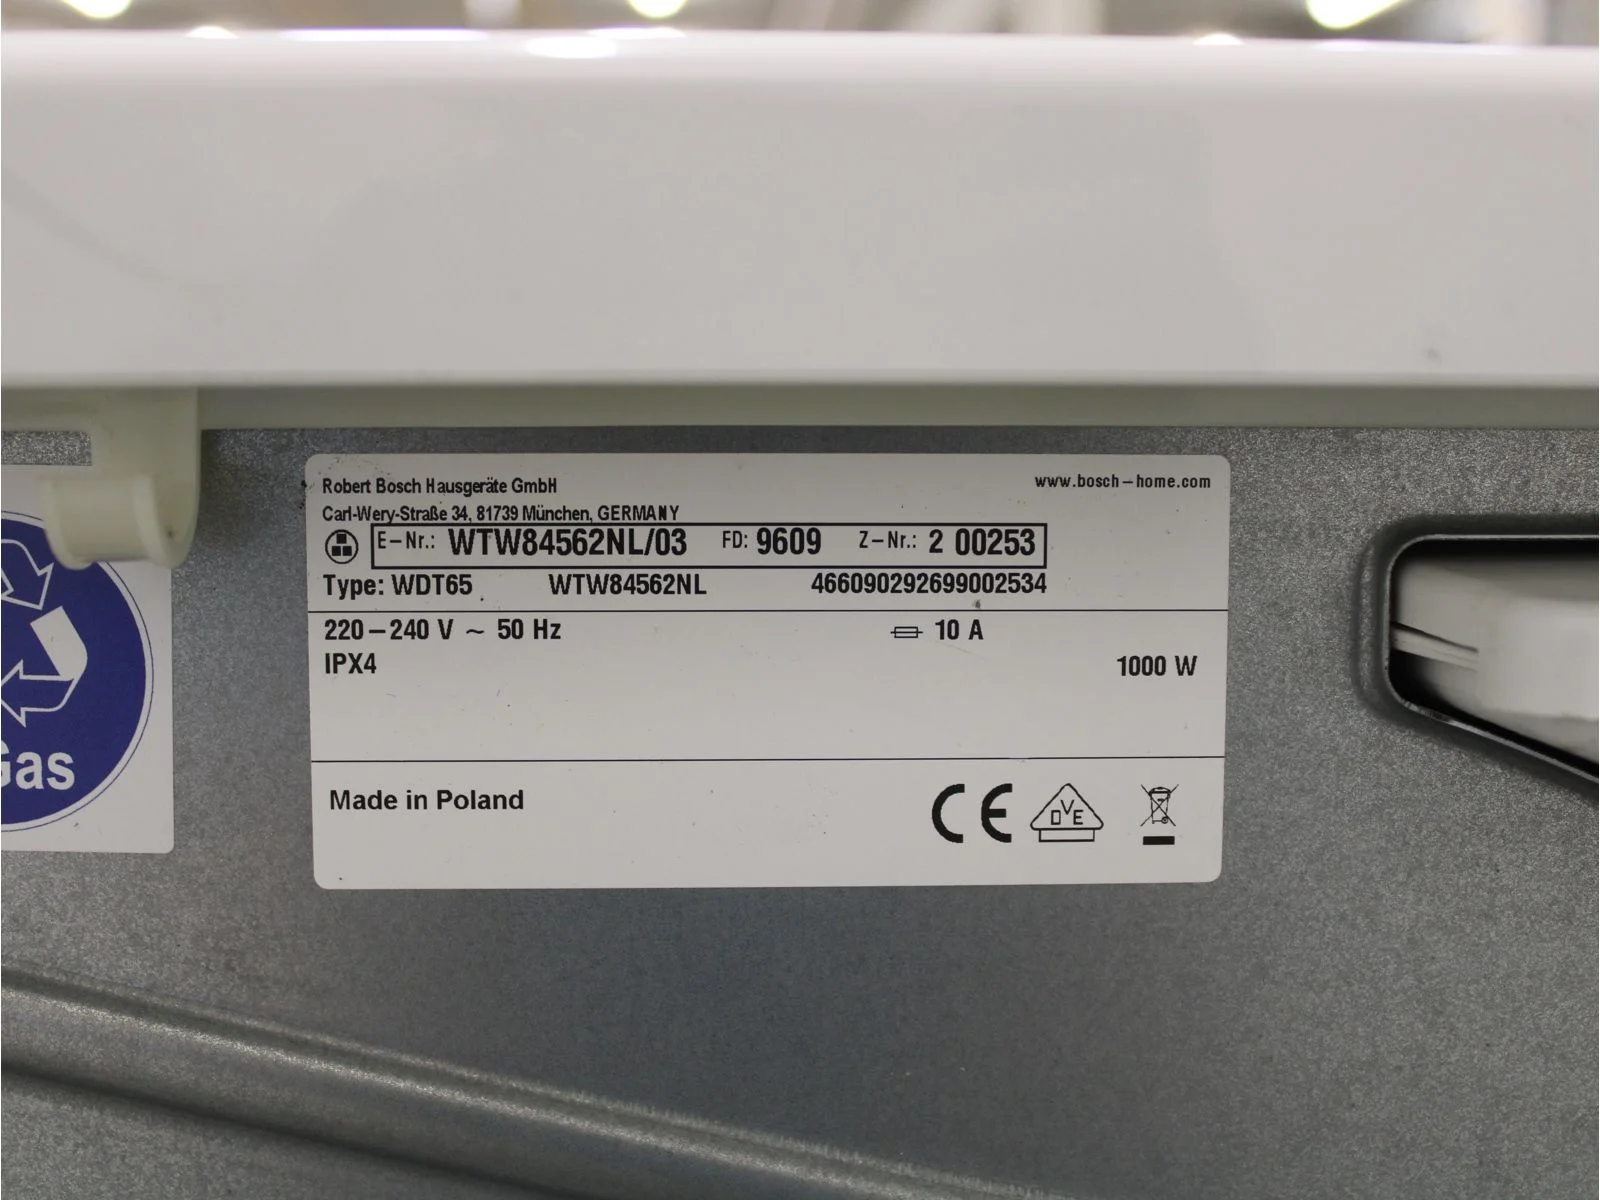 Robert Bosch Hausgeräte GmbH
www.bosch-home.com
Carl-Wery-Straße 34, 81739 München, GERMANY
E-Nr.: WTW84562NL/03 FD: 9609 Z-Nr.: 2 00253
Type: WDT65 WTW84562NL 466090292699002534
220-240 V ~ 50 Hz 10 A
IPX4 1000 W
Made in Poland
CE DVE
Gas